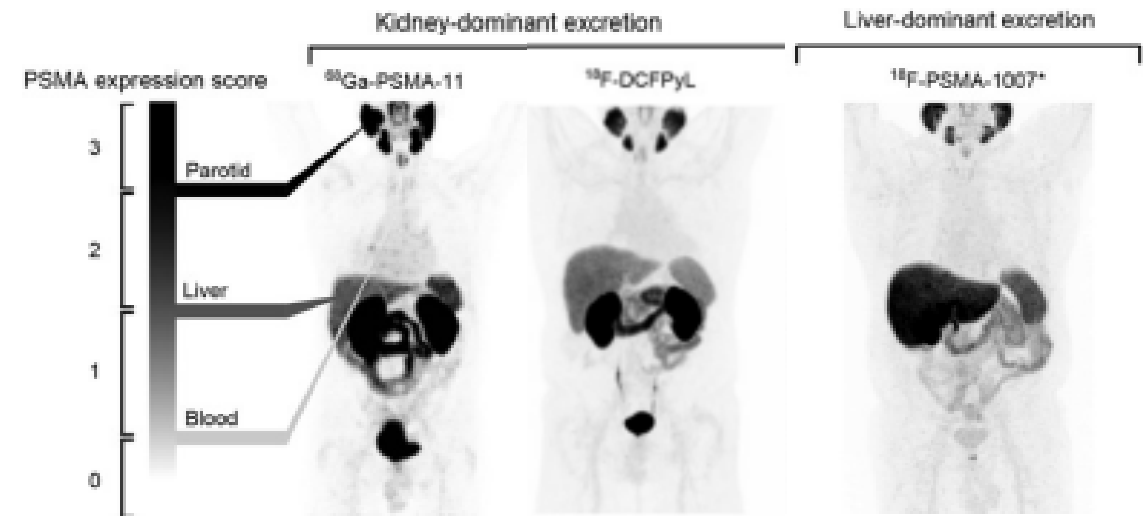 Kidney-dominant excretion
Liver-dominant excretion
PSMA expression score
⁶⁸Ga-PSMA-11
¹⁸F-DCFPyL
¹⁸F-PSMA-1007*
3
Parotid
2
Liver
1
Blood
0